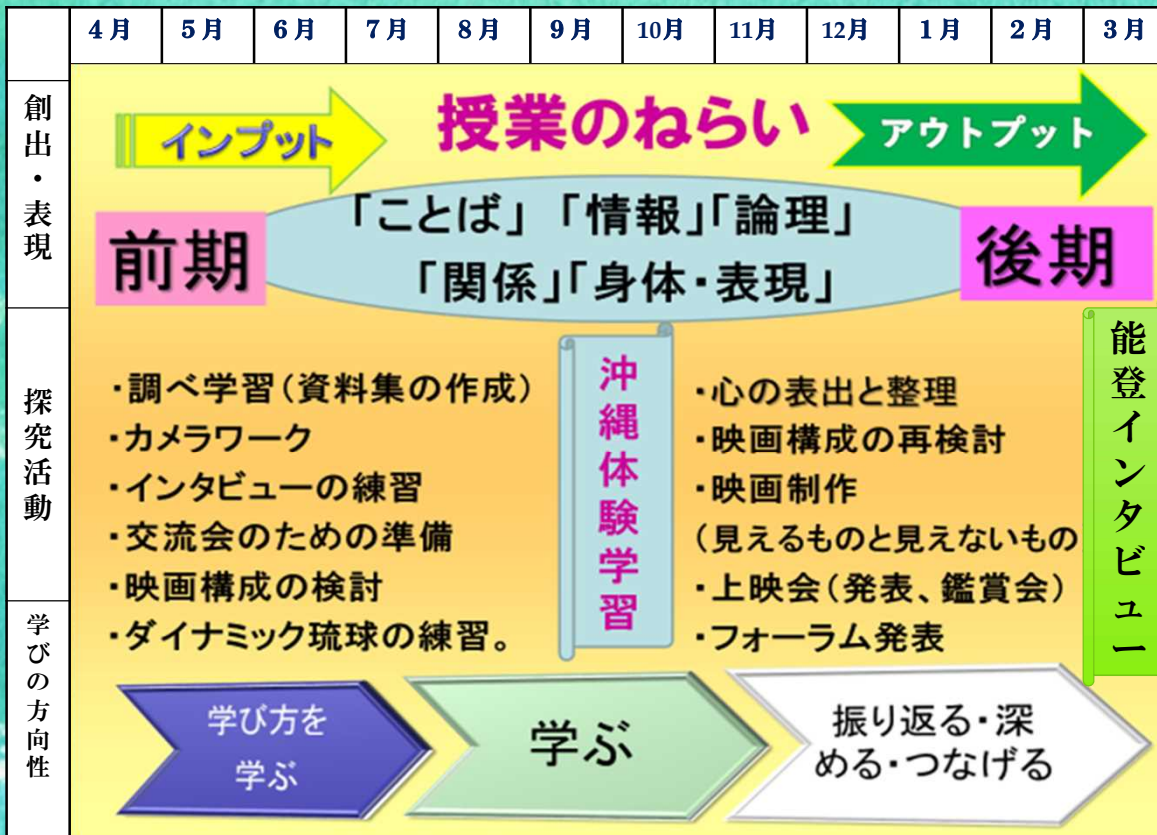 4月 5月 6月 7月 8月 9月 10月 11月 12月 1月 2月 3月
創出・表現
インプット
授業のねらい
アウトプット
前期
「ことば」「情報」「論理」
「関係」「身体・表現」
後期
探究活動
・調べ学習(資料集の作成)
・カメラワーク
・インタビューの練習
・交流会のための準備
・映画構成の検討
・ダイナミック琉球の練習。
沖縄体験学習
・心の表出と整理
・映画構成の再検討
・映画制作
(見えるものと見えないもの
・上映会(発表、鑑賞会)
・フォーラム発表
能登インタビュー
学びの方向性
学び方を
学ぶ
学ぶ
振り返る・深
める・つなげる